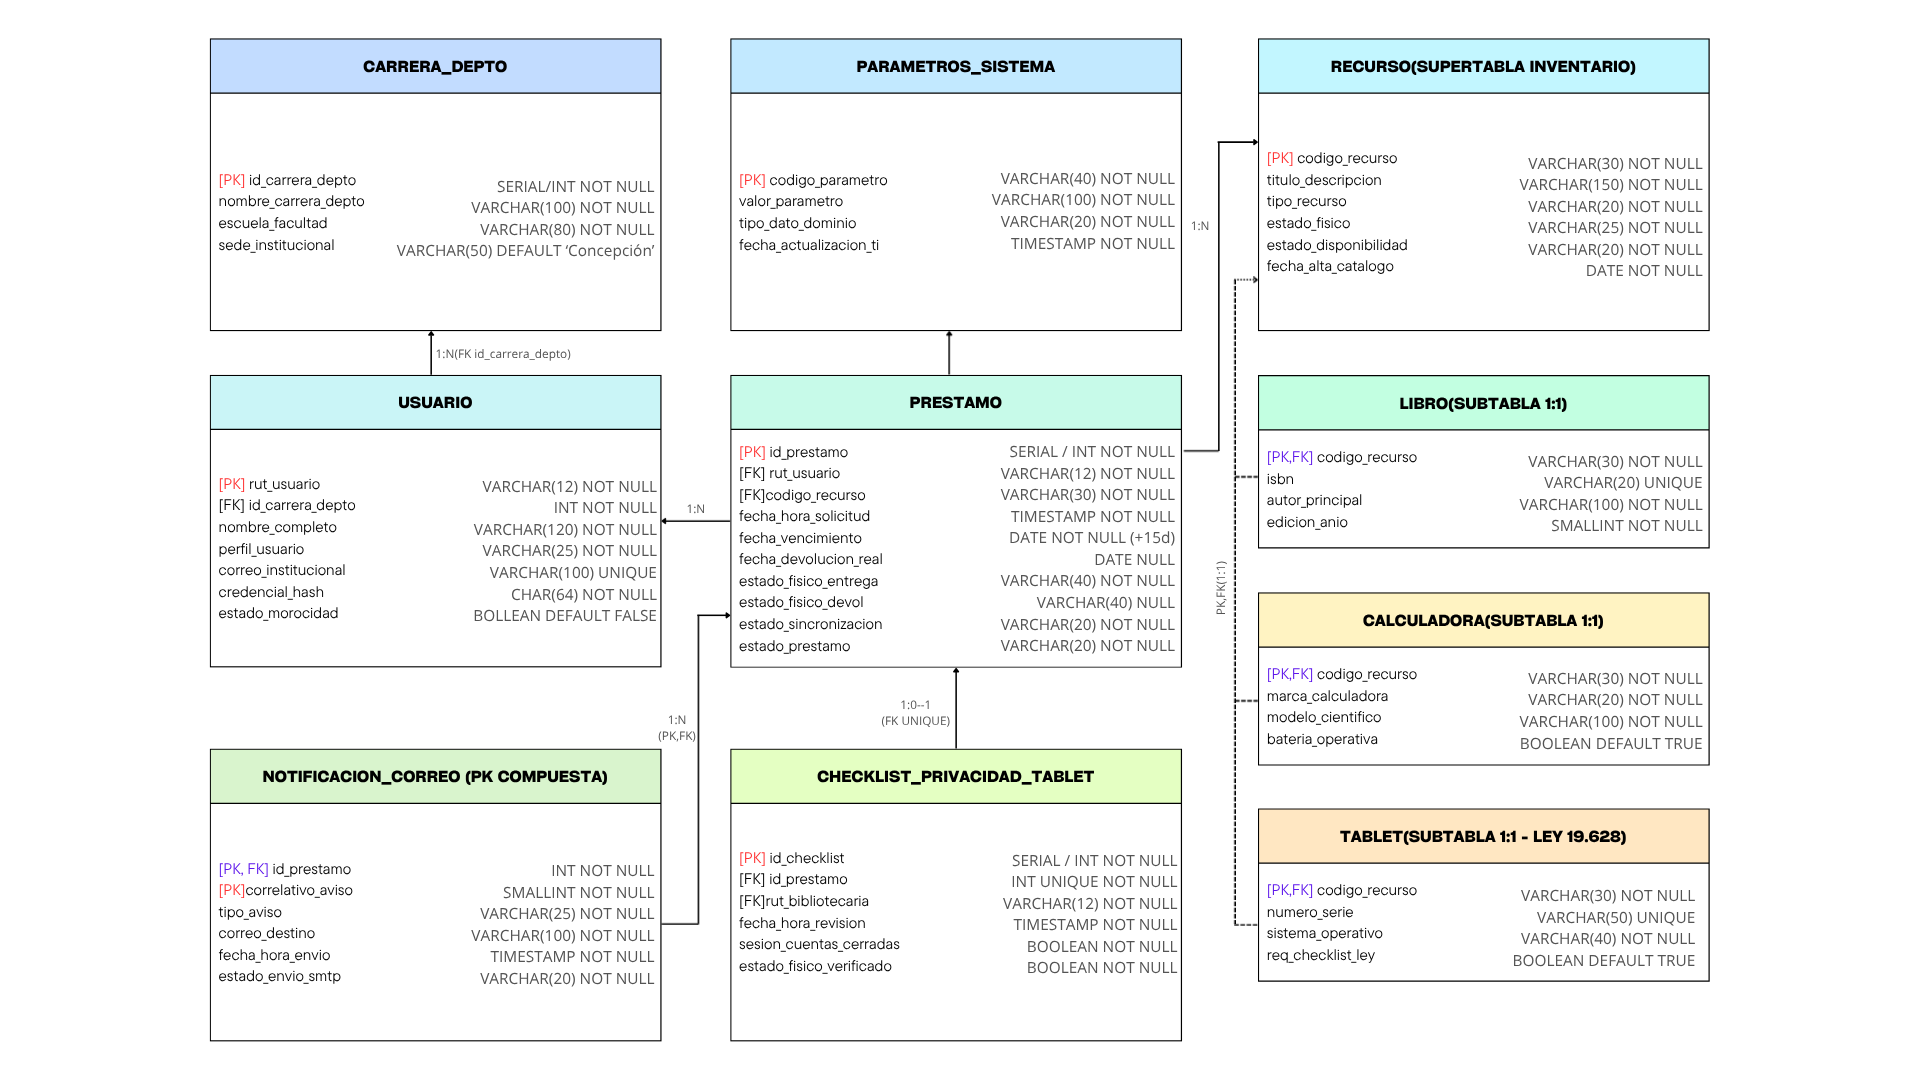 CARRERA_DEPTO
[PK] id_carrera_depto SERIAL/INT NOT NULL
nombre_carrera_depto VARCHAR(100) NOT NULL
escuela_facultad VARCHAR(80) NOT NULL
sede_institucional VARCHAR(50) DEFAULT ‘Concepción’
PARAMETROS_SISTEMA
[PK] codigo_parametro VARCHAR(40) NOT NULL
valor_parametro VARCHAR(100) NOT NULL
tipo_dato_dominio VARCHAR(20) NOT NULL
fecha_actualizacion_ti TIMESTAMP NOT NULL
RECURSO(SUPERTABLA INVENTARIO)
[PK] codigo_recurso VARCHAR(30) NOT NULL
titulo_descripcion VARCHAR(150) NOT NULL
tipo_recurso VARCHAR(20) NOT NULL
estado_fisico VARCHAR(25) NOT NULL
estado_disponibilidad VARCHAR(20) NOT NULL
fecha_alta_catalogo DATE NOT NULL
1:N
1:N(FK id_carrera_depto)
USUARIO
[PK] rut_usuario VARCHAR(12) NOT NULL
[FK] id_carrera_depto INT NOT NULL
nombre_completo VARCHAR(120) NOT NULL
perfil_usuario VARCHAR(25) NOT NULL
correo_institucional VARCHAR(100) UNIQUE
credencial_hash CHAR(64) NOT NULL
estado_morocidad BOLLEAN DEFAULT FALSE
1:N
PRESTAMO
[PK] id_prestamo SERIAL / INT NOT NULL
[FK] rut_usuario VARCHAR(12) NOT NULL
[FK]codigo_recurso VARCHAR(30) NOT NULL
fecha_hora_solicitud TIMESTAMP NOT NULL
fecha_vencimiento DATE NOT NULL (+15d)
fecha_devolucion_real DATE NULL
estado_fisico_entrega VARCHAR(40) NOT NULL
estado_fisico_devol VARCHAR(40) NULL
estado_sincronizacion VARCHAR(20) NOT NULL
estado_prestamo VARCHAR(20) NOT NULL
LIBRO(SUBTABLA 1:1)
[PK,FK] codigo_recurso VARCHAR(30) NOT NULL
isbn VARCHAR(20) UNIQUE
autor_principal VARCHAR(100) NOT NULL
edicion_anio SMALLINT NOT NULL
PK,FK(1:1)
CALCULADORA(SUBTABLA 1:1)
[PK,FK] codigo_recurso VARCHAR(30) NOT NULL
marca_calculadora VARCHAR(20) NOT NULL
modelo_cientifico VARCHAR(100) NOT NULL
bateria_operativa BOOLEAN DEFAULT TRUE
1:N
(PK,FK)
1:0--1
(FK UNIQUE)
NOTIFICACION_CORREO (PK COMPUESTA)
[PK, FK] id_prestamo INT NOT NULL
[PK]correlativo_aviso SMALLINT NOT NULL
tipo_aviso VARCHAR(25) NOT NULL
correo_destino VARCHAR(100) NOT NULL
fecha_hora_envio TIMESTAMP NOT NULL
estado_envio_smtp VARCHAR(20) NOT NULL
CHECKLIST_PRIVACIDAD_TABLET
[PK] id_checklist SERIAL / INT NOT NULL
[FK] id_prestamo INT UNIQUE NOT NULL
[FK]rut_bibliotecaria VARCHAR(12) NOT NULL
fecha_hora_revision TIMESTAMP NOT NULL
sesion_cuentas_cerradas BOOLEAN NOT NULL
estado_fisico_verificado BOOLEAN NOT NULL
TABLET(SUBTABLA 1:1 - LEY 19.628)
[PK,FK] codigo_recurso VARCHAR(30) NOT NULL
numero_serie VARCHAR(50) UNIQUE
sistema_operativo VARCHAR(40) NOT NULL
req_checklist_ley BOOLEAN DEFAULT TRUE